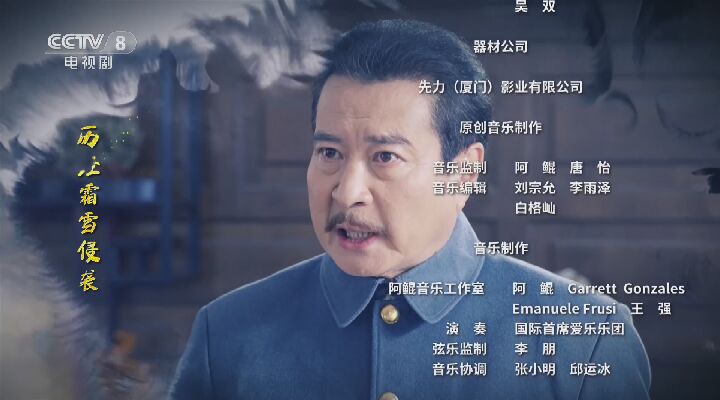 CCTV 8
电视剧
历尽霜雪侵袭
吴 双
器材公司
先力（厦门）影业有限公司
原创音乐制作
音乐监制 阿 鲲 唐 怡
音乐编辑 刘宗允 李雨泽
白格屾
音乐制作
阿鲲音乐工作室 阿 鲲 Garrett Gonzales
Emanuele Frusi 王 强
演 奏 国际首席爱乐乐团
弦乐监制 李 朋
音乐协调 张小明 邱运冰